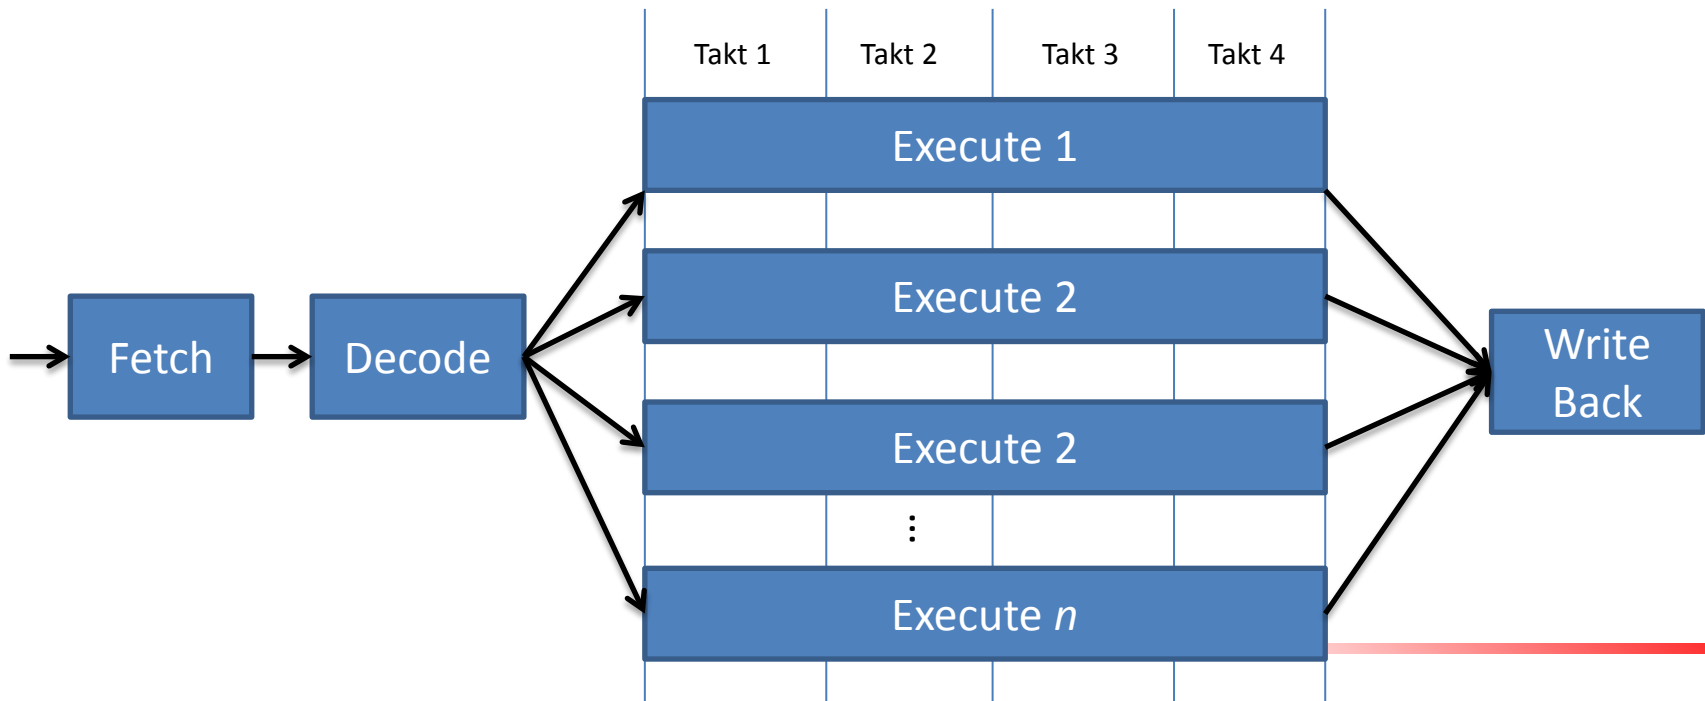 Takt 1 Takt 2 Takt 3 Takt 4
Execute 1
Execute 2
Fetch
Decode
Write
Back
Execute 2
⋮
Execute n